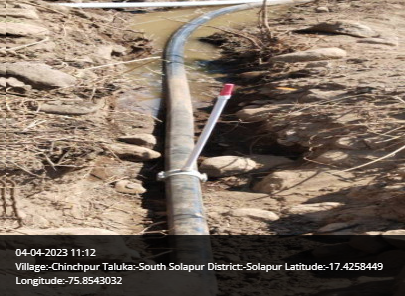 04-04-2023 11:12
Village:-Chinchpur Taluka:-South Solapur District:-Solapur Latitude:-17.4258449
Longitude:-75.8543032